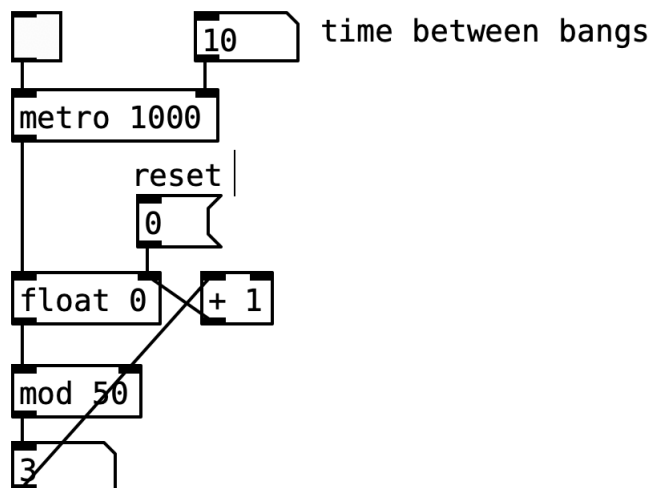 10
time between bangs
metro 1000
reset
0
float 0
+ 1
mod 50
3